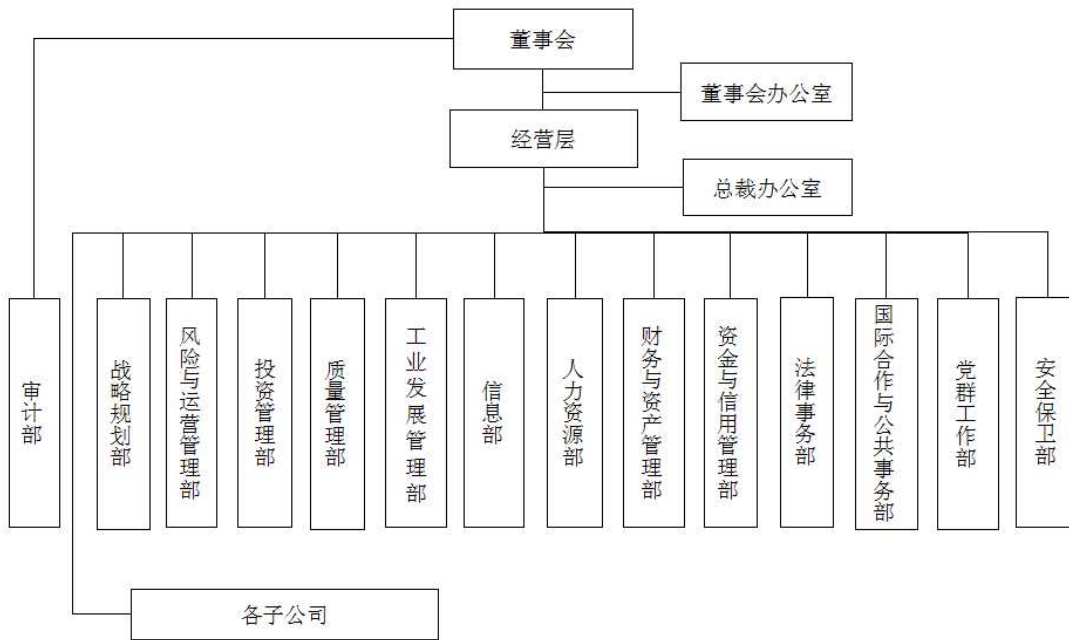 董事会
董事会办公室
经营层
总裁办公室
审计部
战略规划部
风险与运营管理部
投资管理部
质量管理部
工业发展管理部
信息部
人力资源部
财务与资产管理部
资金与信用管理部
法律事务部
国际合作与公共事务部
党群工作部
安全保卫部
各子公司